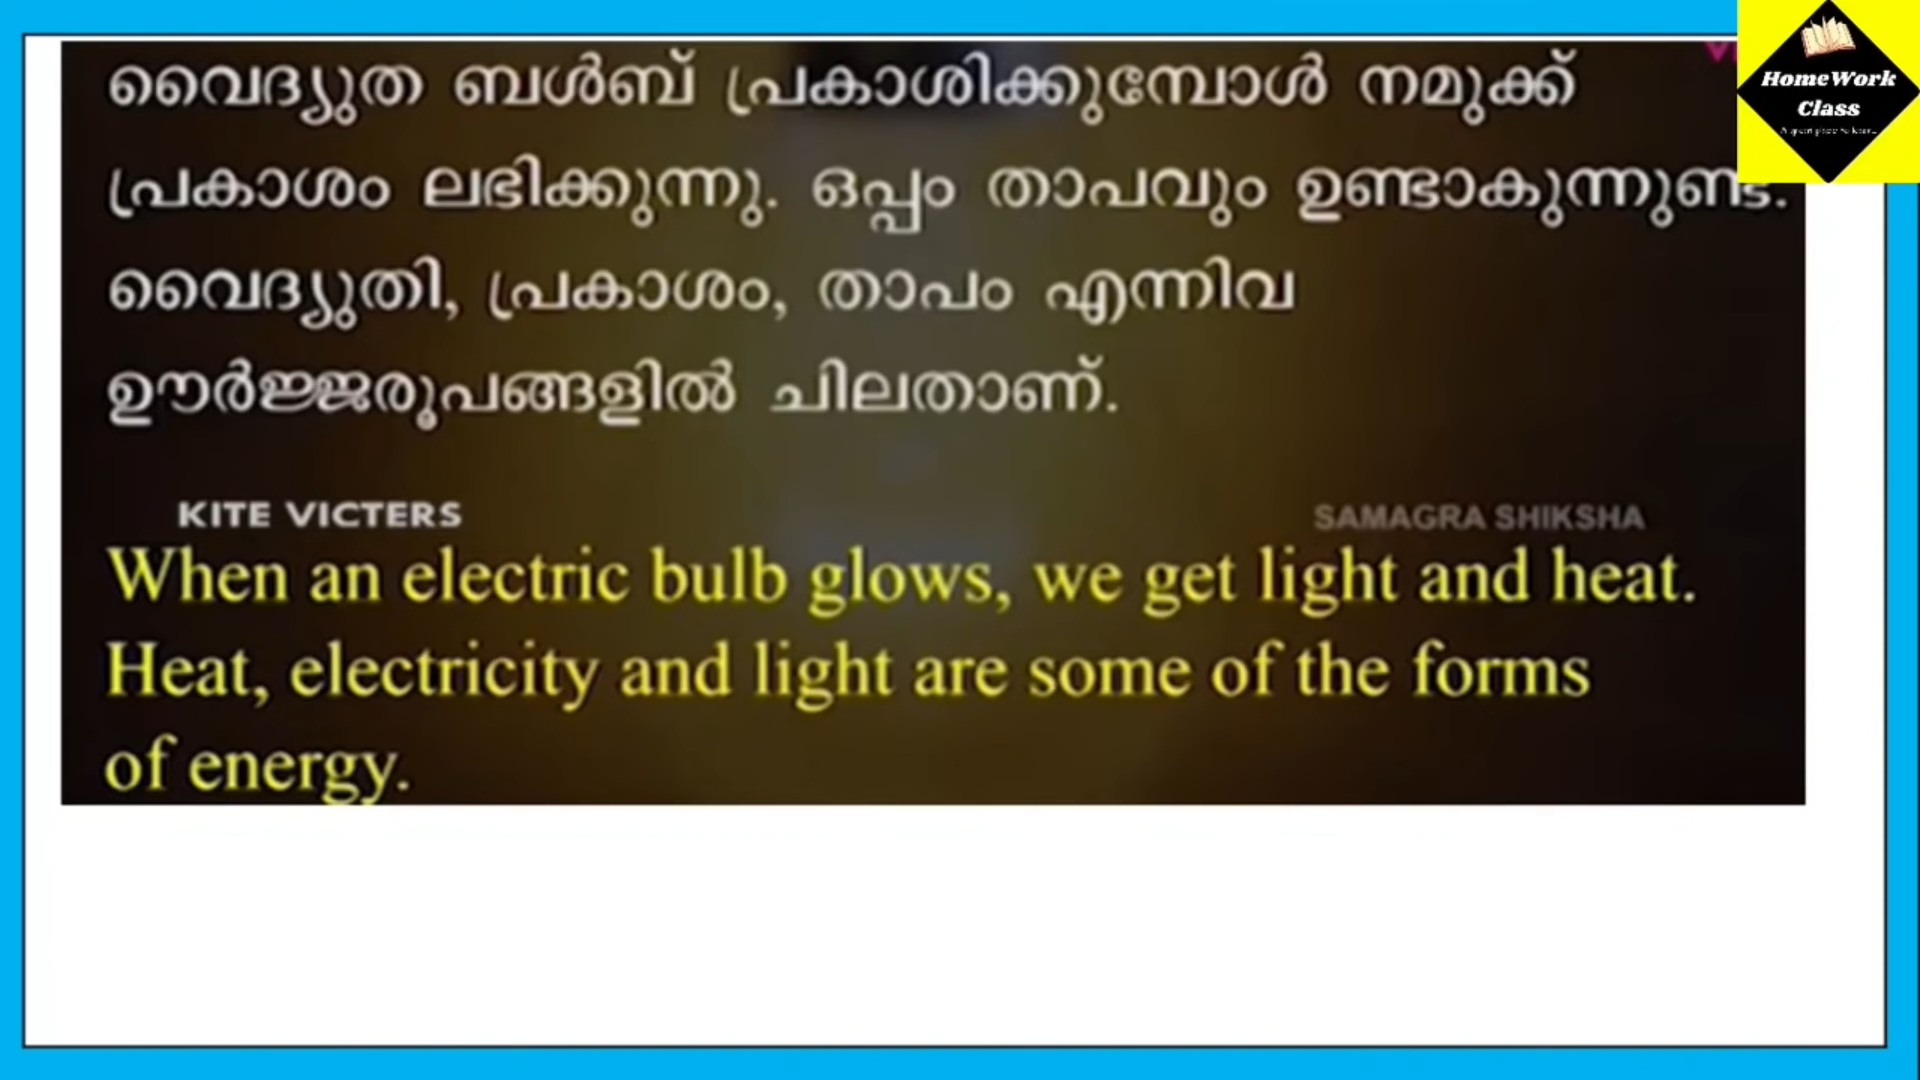 വൈദ്യുത ബൾബ് പ്രകാശിക്കുമ്പോൾ നമുക്ക്
HomeWork
Class
പ്രകാശം ലഭിക്കുന്നു. ഒപ്പം താപവും ഉണ്ടാകുന്നുണ്ട്.
വൈദ്യുതി, പ്രകാശം, താപം എന്നിവ
ഊർജ്ജരൂപങ്ങളിൽ ചിലതാണ്.
KITE VICTERS
SAMAGRA SHIKSHA
When an electric bulb glows, we get light and heat.
Heat, electricity and light are some of the forms
of energy.